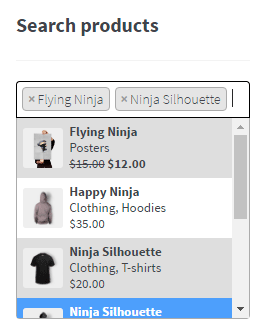 Search products
×Flying Ninja ×Ninja Silhouette
Flying Ninja
Posters
$15.00 $12.00
Happy Ninja
Clothing, Hoodies
$35.00
Ninja Silhouette
Clothing, T-shirts
$20.00
Ninja Silhouette